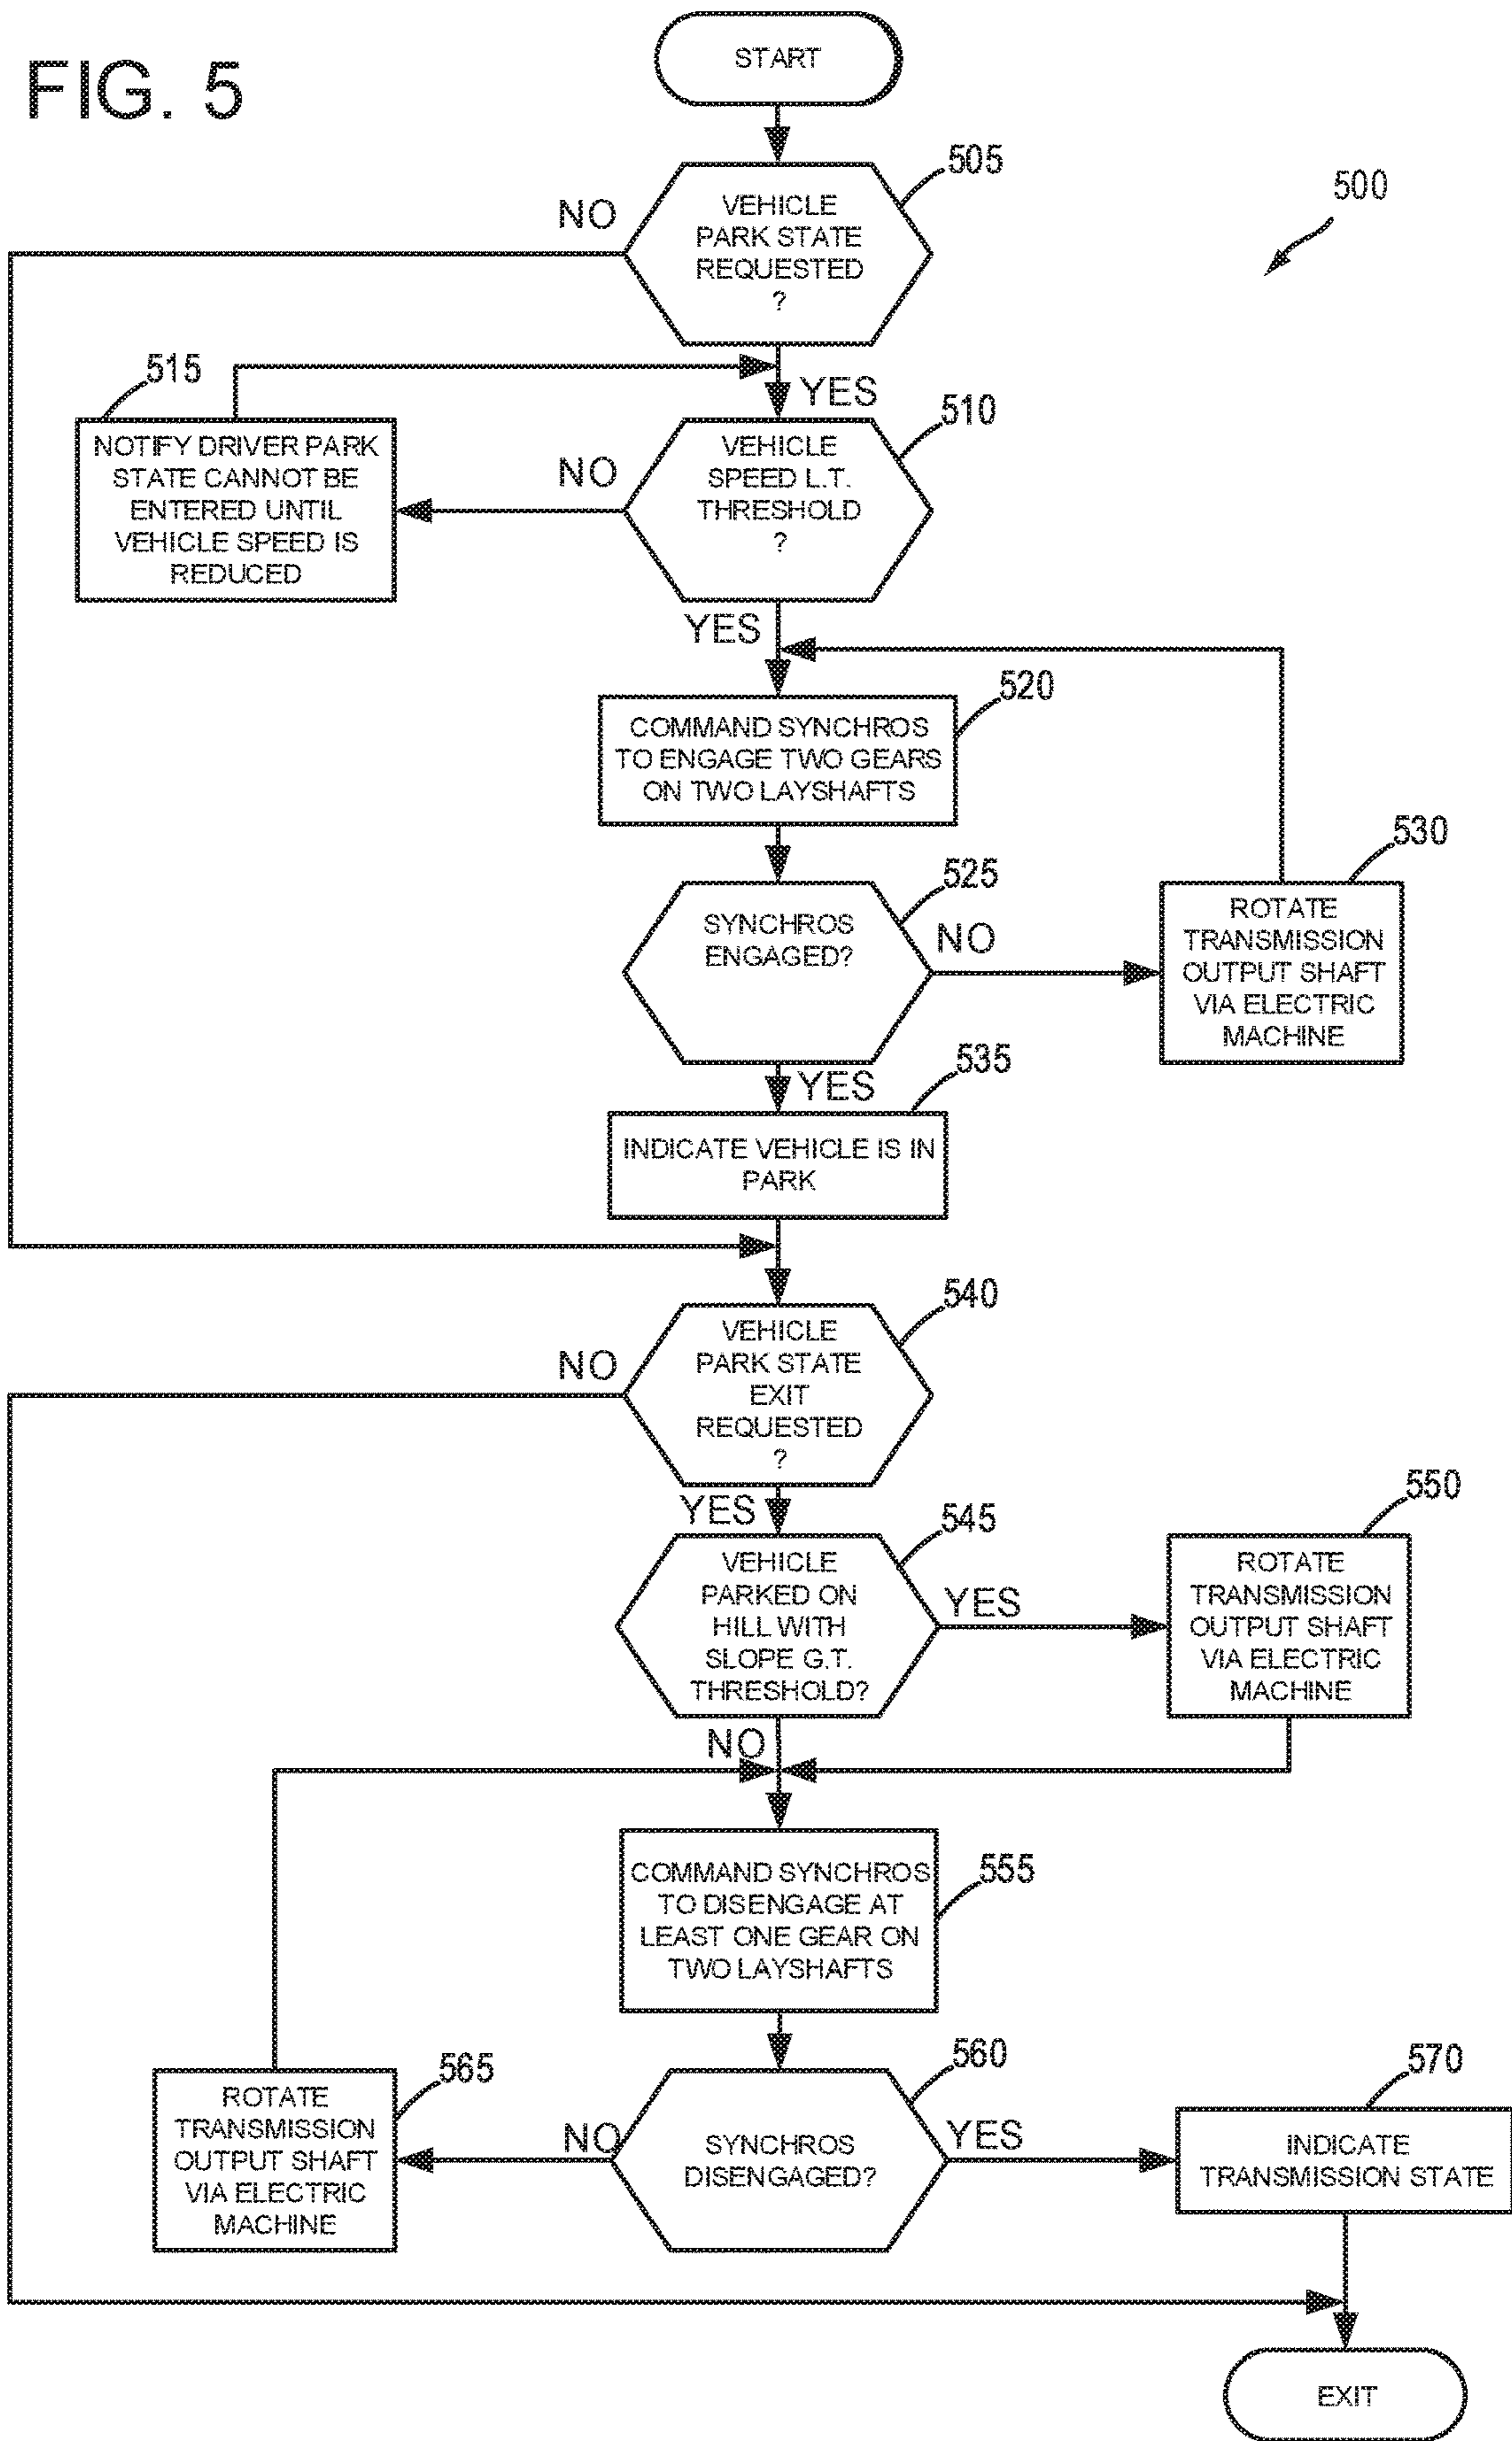 FIG. 5
START
505
500
VEHICLE
PARK STATE
REQUESTED
?
NO
YES
515
NOTIFY DRIVER PARK
STATE CANNOT BE
ENTERED UNTIL
VEHICLE SPEED IS
REDUCED
510
VEHICLE
SPEED L.T.
THRESHOLD
?
NO
YES
520
COMMAND SYNCHROS
TO ENGAGE TWO GEARS
ON TWO LAYSHAFTS
525
SYNCHROS
ENGAGED?
NO
530
ROTATE
TRANSMISSION
OUTPUT SHAFT
VIA ELECTRIC
MACHINE
YES
535
INDICATE VEHICLE IS IN
PARK
540
VEHICLE
PARK STATE
EXIT
REQUESTED
?
NO
YES
545
VEHICLE
PARKED ON
HILL WITH
SLOPE G.T.
THRESHOLD?
YES
550
ROTATE
TRANSMISSION
OUTPUT SHAFT
VIA ELECTRIC
MACHINE
NO
555
COMMAND SYNCHROS
TO DISENGAGE AT
LEAST ONE GEAR ON
TWO LAYSHAFTS
565
ROTATE
TRANSMISSION
OUTPUT SHAFT
VIA ELECTRIC
MACHINE
560
SYNCHROS
DISENGAGED?
NO
YES
570
INDICATE
TRANSMISSION STATE
EXIT